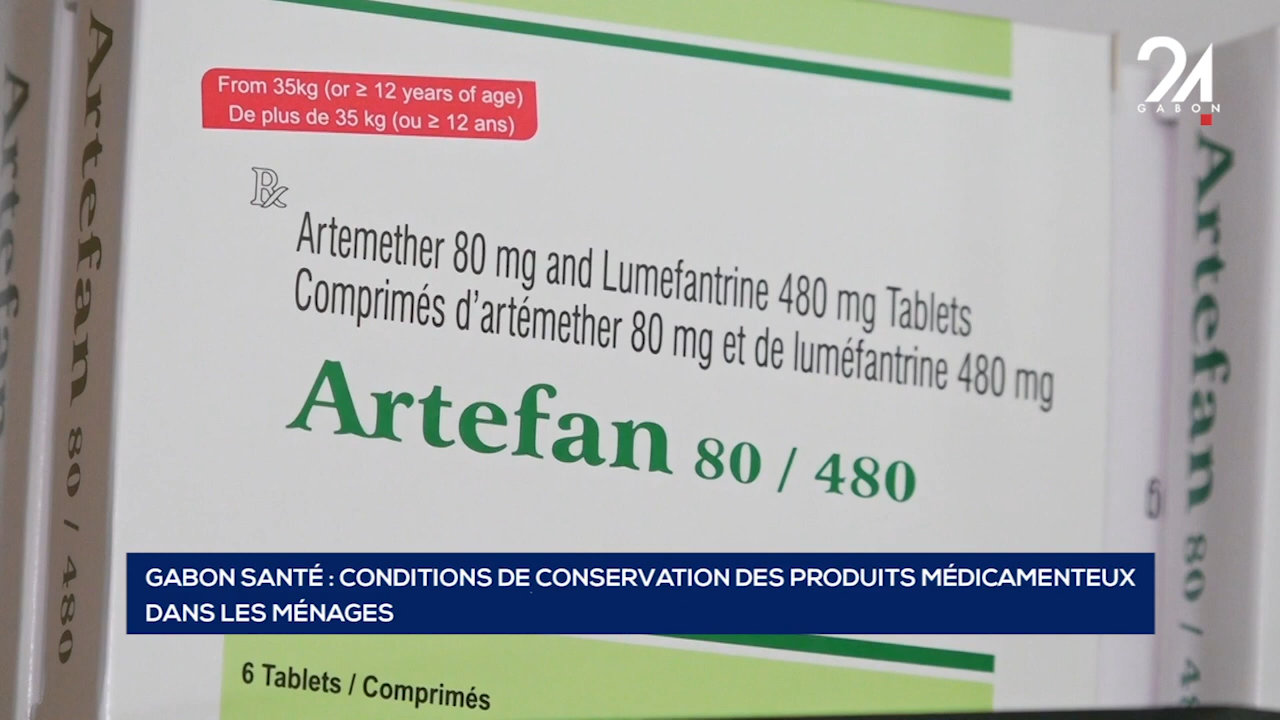 24
GABON
From 35kg (or ≥ 12 years of age)
De plus de 35 kg (ou ≥ 12 ans)
Rx
Artemether 80 mg and Lumefantrine 480 mg Tablets
Comprimés d'artémether 80 mg et de luméfantrine 480 mg
Artefan 80 / 480
6 Tablets / Comprimés
Artefan 80 / 480
Artefan
Artefan 80 / 48
6
GABON SANTÉ : CONDITIONS DE CONSERVATION DES PRODUITS MÉDICAMENTEUX
DANS LES MÉNAGES